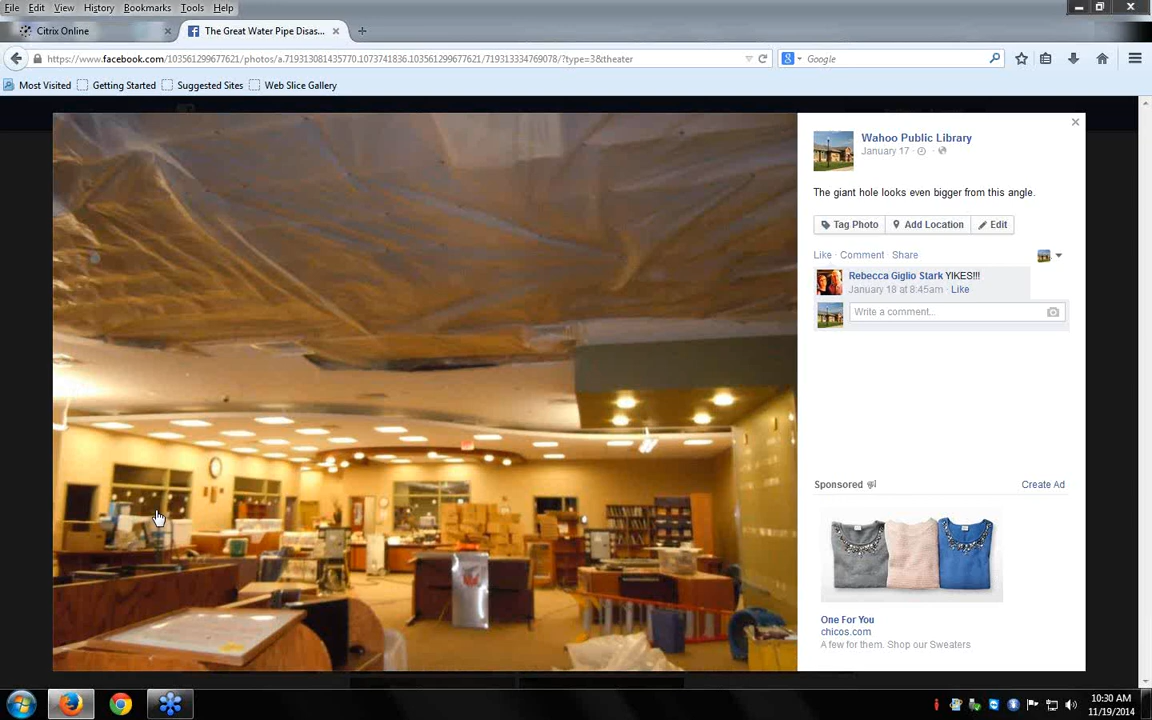 File Edit View History Bookmarks Tools Help
Citrix Online
The Great Water Pipe Disas...
https://www.facebook.com/103561299677621/photos/a.719313081435770.1073741836.103561299677621/719313334769078/?type=3&theater
Google
Most Visited Getting Started Suggested Sites Web Slice Gallery
Wahoo Public Library
January 17
The giant hole looks even bigger from this angle.
Tag Photo Add Location Edit
Like · Comment · Share
Rebecca Giglio Stark YIKES!!!
January 18 at 8:45am · Like
Write a comment...
Sponsored
Create Ad
One For You
chicos.com
A few for them. Shop our Sweaters
10:30 AM
11/19/2014